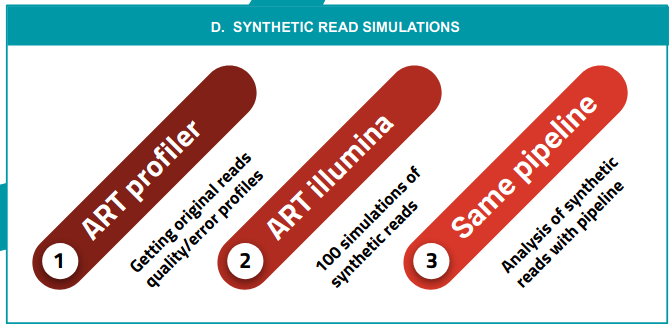 D. SYNTHETIC READ SIMULATIONS
1
ART profiler
Getting original reads
quality/error profiles
2
ART illumina
100 simulations of
synthetic reads
3
Same pipeline
Analysis of synthetic
reads with pipeline